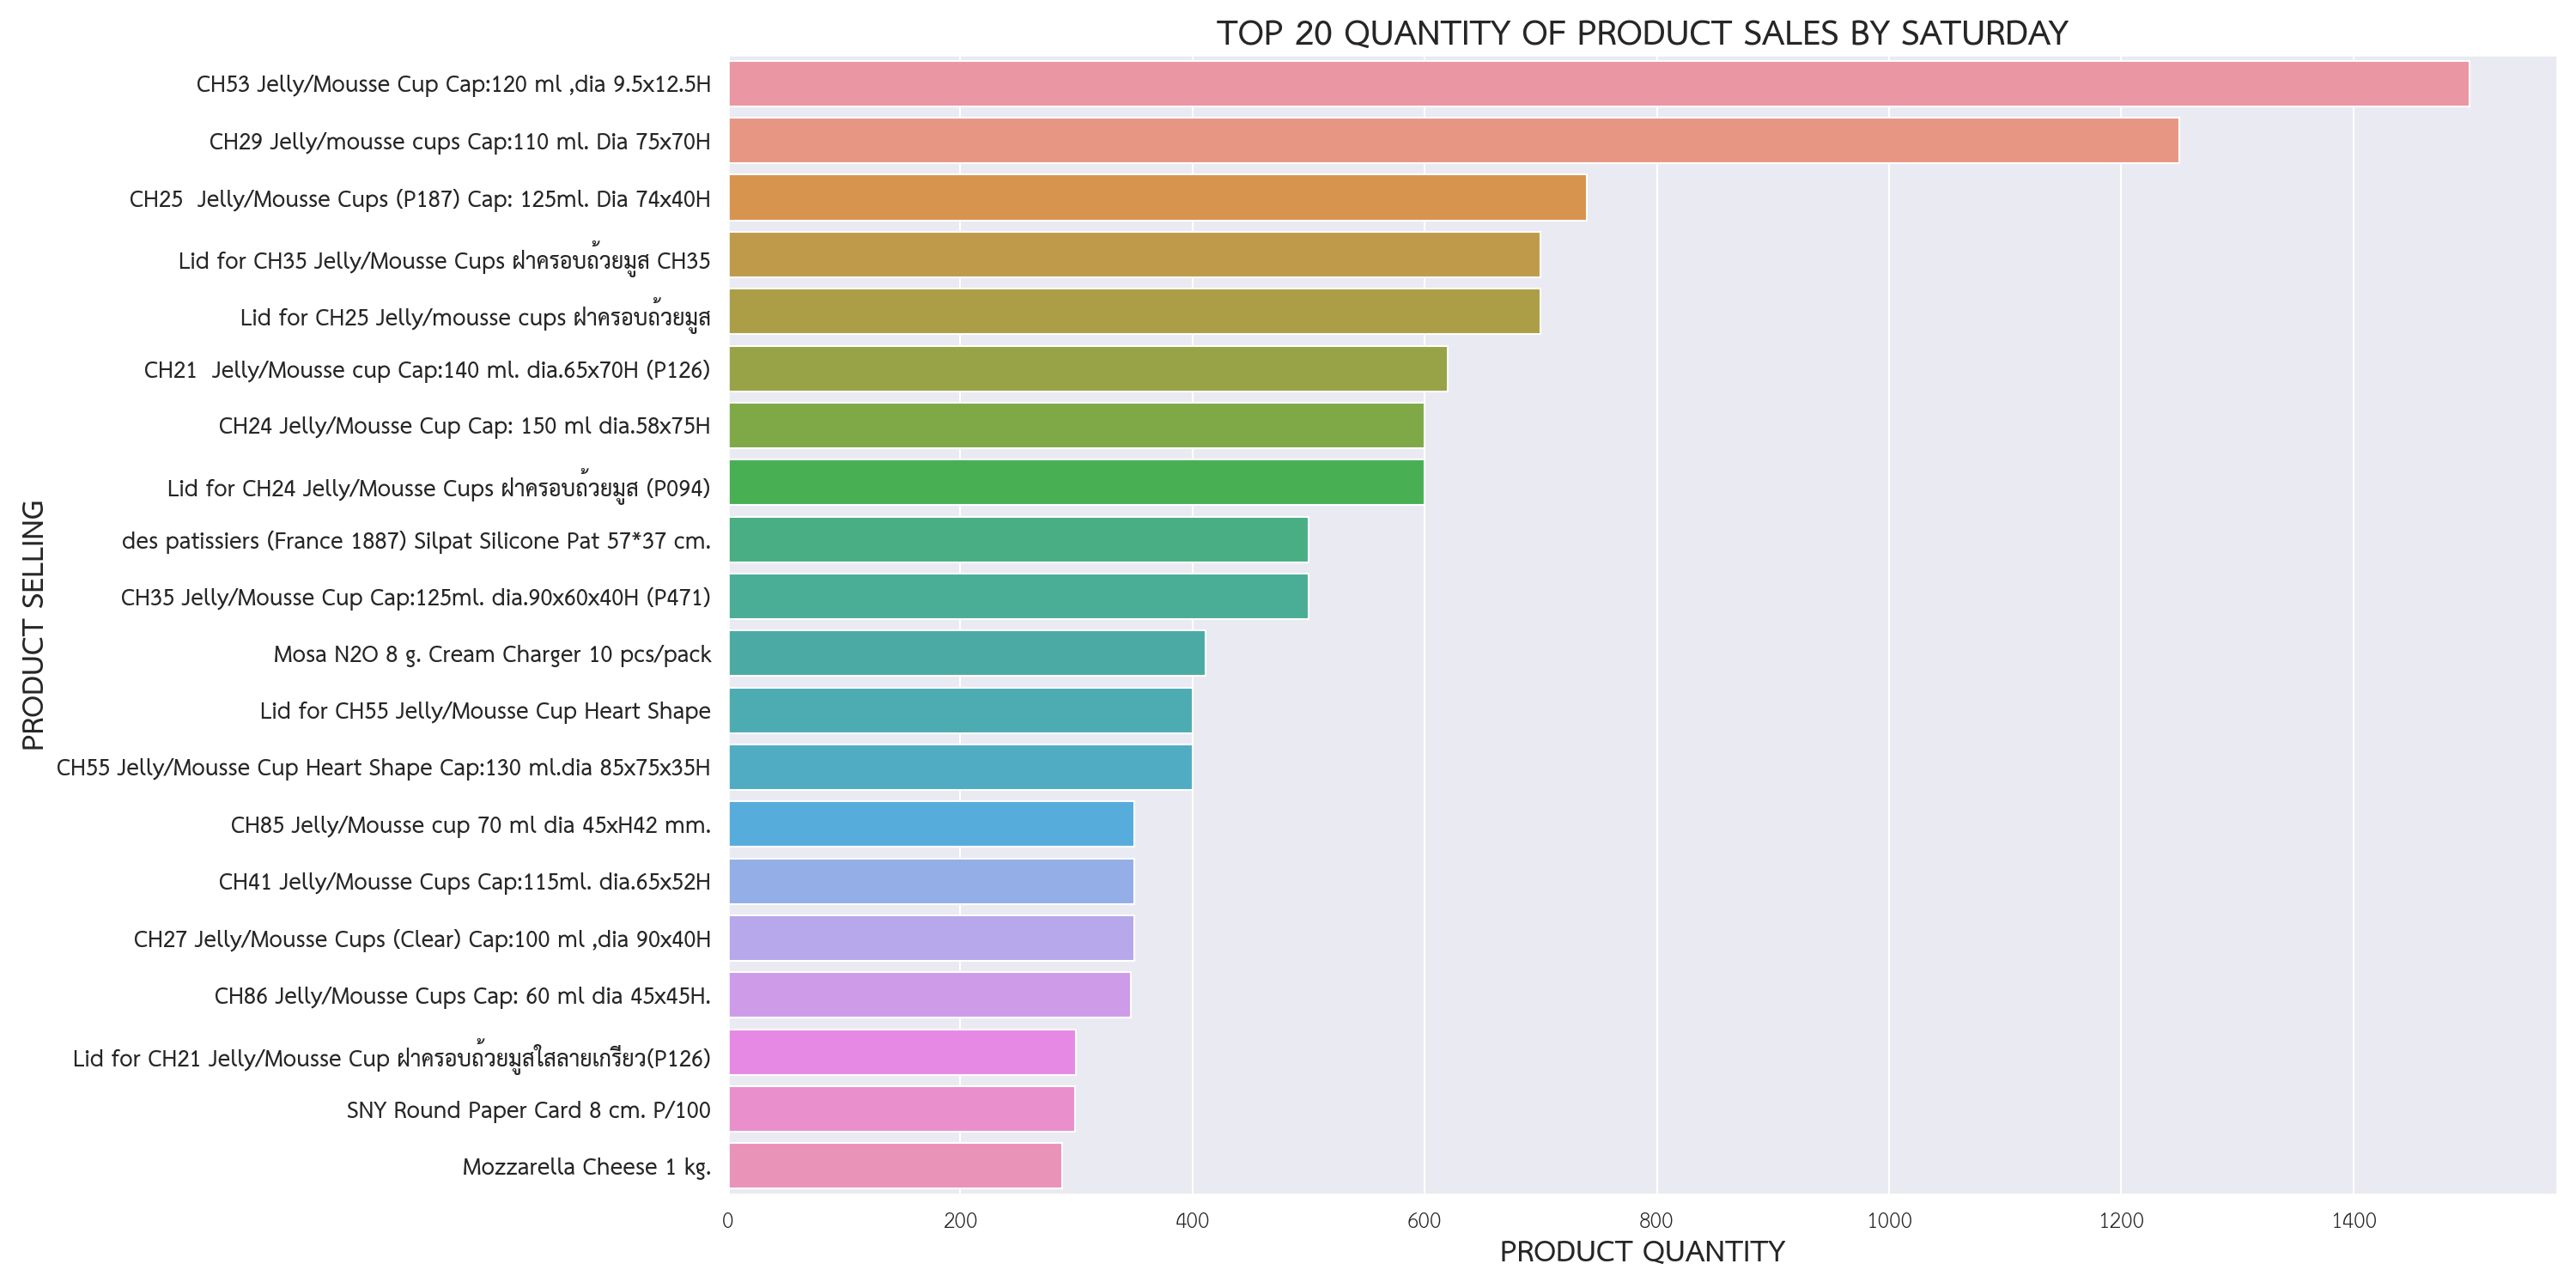 TOP 20 QUANTITY OF PRODUCT SALES BY SATURDAY
PRODUCT SELLING
CH53 Jelly/Mousse Cup Cap:120 ml ,dia 9.5x12.5H
CH29 Jelly/mousse cups Cap:110 ml. Dia 75x70H
CH25  Jelly/Mousse Cups (P187) Cap: 125ml. Dia 74x40H
Lid for CH35 Jelly/Mousse Cups ฝาครอบถ้วยมูส CH35
Lid for CH25 Jelly/mousse cups ฝาครอบถ้วยมูส
CH21  Jelly/Mousse cup Cap:140 ml. dia.65x70H (P126)
CH24 Jelly/Mousse Cup Cap: 150 ml dia.58x75H
Lid for CH24 Jelly/Mousse Cups ฝาครอบถ้วยมูส (P094)
des patissiers (France 1887) Silpat Silicone Pat 57*37 cm.
CH35 Jelly/Mousse Cup Cap:125ml. dia.90x60x40H (P471)
Mosa N2O 8 g. Cream Charger 10 pcs/pack
Lid for CH55 Jelly/Mousse Cup Heart Shape
CH55 Jelly/Mousse Cup Heart Shape Cap:130 ml.dia 85x75x35H
CH85 Jelly/Mousse cup 70 ml dia 45xH42 mm.
CH41 Jelly/Mousse Cups Cap:115ml. dia.65x52H
CH27 Jelly/Mousse Cups (Clear) Cap:100 ml ,dia 90x40H
CH86 Jelly/Mousse Cups Cap: 60 ml dia 45x45H.
Lid for CH21 Jelly/Mousse Cup ฝาครอบถ้วยมูสใสลายเกรียว(P126)
SNY Round Paper Card 8 cm. P/100
Mozzarella Cheese 1 kg.
0 200 400 600 800 1000 1200 1400
PRODUCT QUANTITY